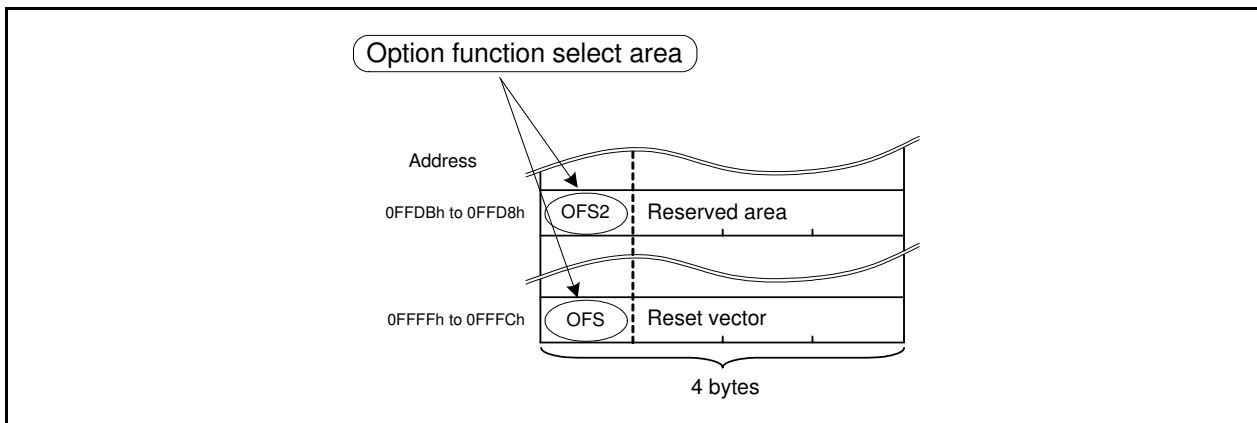 Option function select area
Address
0FFDBh to 0FFD8h OFS2 Reserved area
0FFFFh to 0FFFCh OFS Reset vector
4 bytes